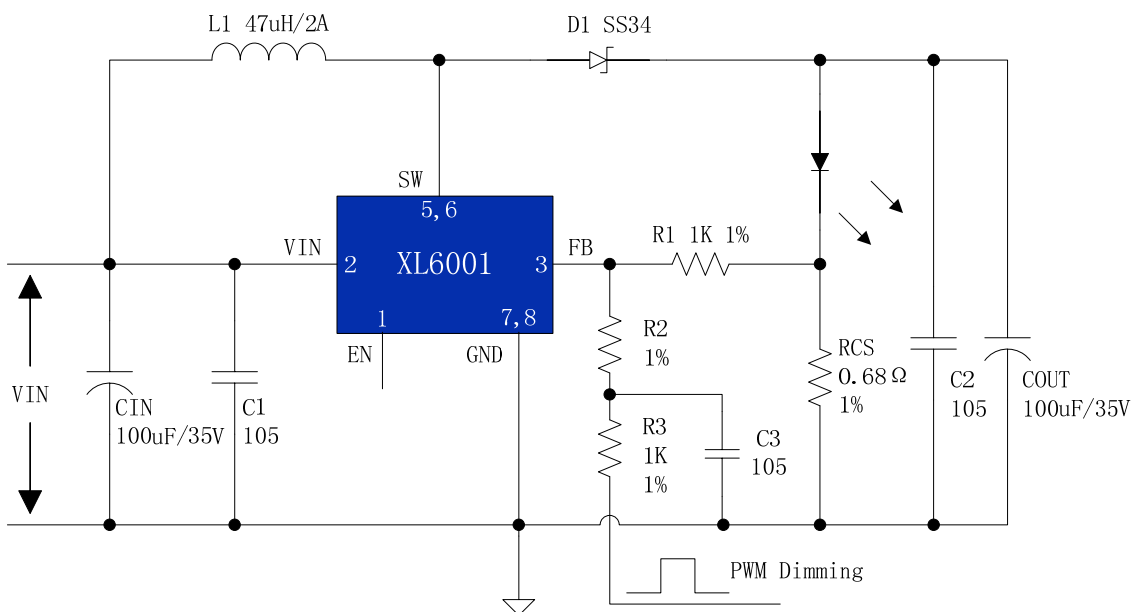 L1 47uH/2A
D1 SS34
SW
5,6
VIN
2
XL6001
3
FB
R1 1K 1%
1
7,8
EN
GND
VIN
CIN
100uF/35V
C1
105
R2
1%
R3
1K
1%
C3
105
RCS
0.68Ω
1%
C2
105
COUT
100uF/35V
PWM Dimming